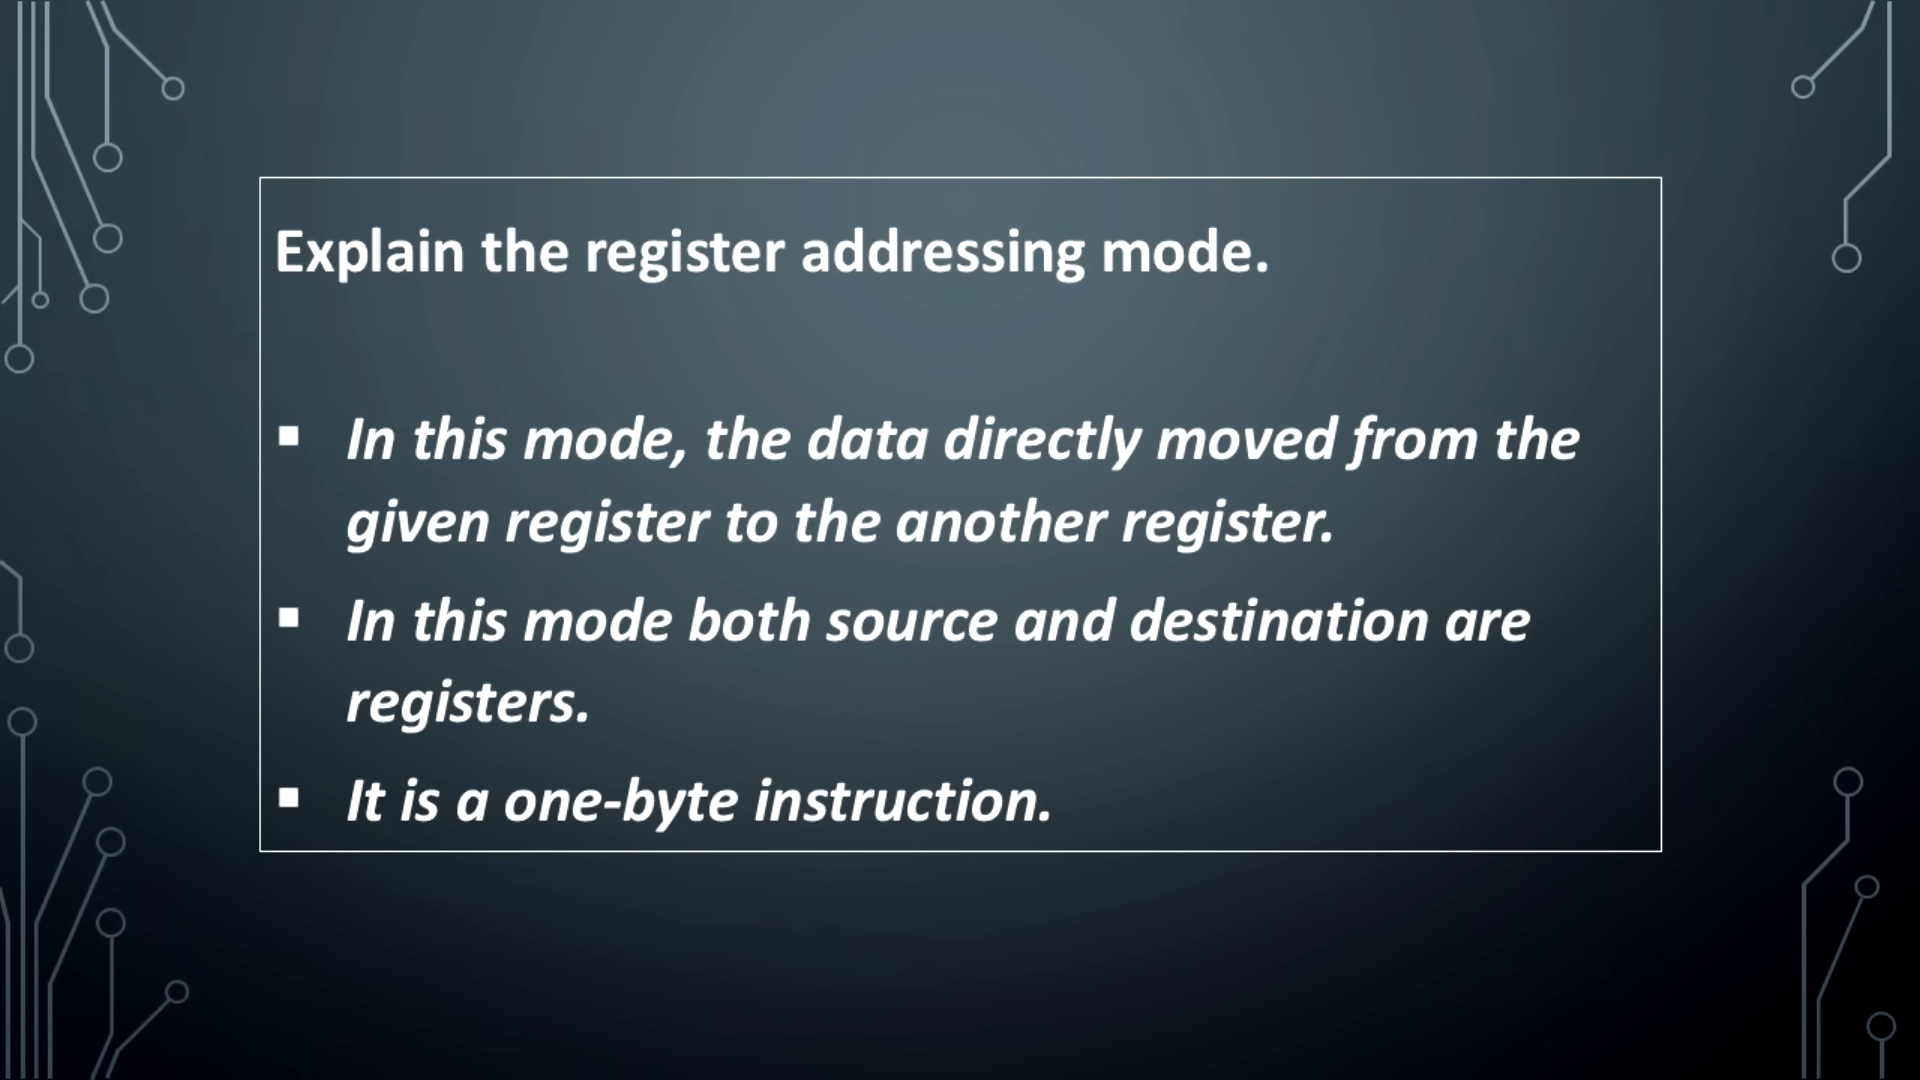 Explain the register addressing mode.
▪ In this mode, the data directly moved from the
given register to the another register.
▪ In this mode both source and destination are
registers.
▪ It is a one-byte instruction.